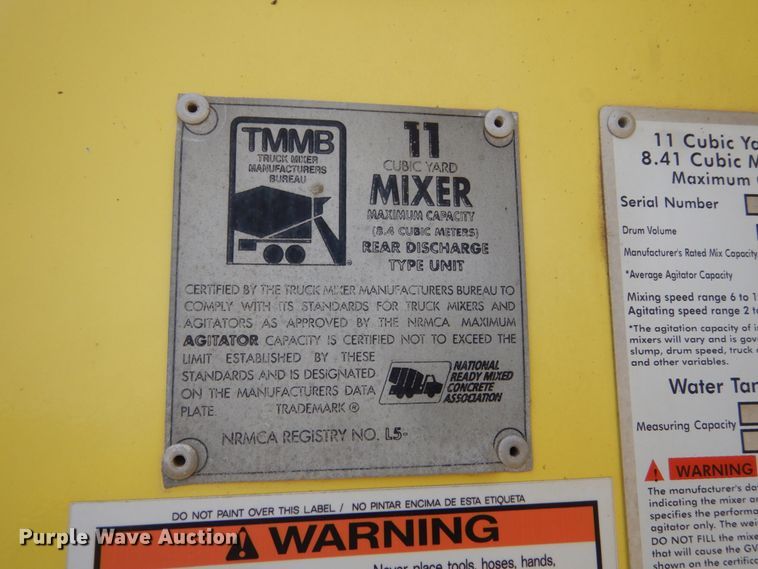 TMMB
TRUCK MIXER
MANUFACTURERS
BUREAU
11
CUBIC YARD
MIXER
MAXIMUM CAPACITY
(8.4 CUBIC METERS)
REAR DISCHARGE
TYPE UNIT
CERTIFIED BY THE TRUCK MIXER MANUFACTURERS BUREAU TO
COMPLY WITH ITS STANDARDS FOR TRUCK MIXERS AND
AGITATORS AS APPROVED BY THE NRMCA MAXIMUM
AGITATOR CAPACITY IS CERTIFIED NOT TO EXCEED THE
LIMIT ESTABLISHED BY THESE
STANDARDS AND IS DESIGNATED
ON THE MANUFACTURERS DATA
PLATE. TRADEMARK ®
NATIONAL
READY MIXED
CONCRETE
ASSOCIATION
NRMCA REGISTRY NO. L5-
11 Cubic Ya
8.41 Cubic M
Maximum
Serial Number
Drum Volume
Manufacturer's Rated Mix Capacity
*Average Agitator Capacity
Mixing speed range 6 to 1
Agitating speed range 2 to
*The agitation capacity of i
mixers will vary and is gov
slump, drum speed, truck
and other variables.
Water Tan
Measuring Capacity
WARNING
The manufacturer's da
indicating the mixer a
specifies the performa
agitator only. The wei
DO NOT FILL the mixe
that will cause the GV
shown on the certifica
DO NOT PAINT OVER THIS LABEL / NO PINTAR ENCIMA DE ESTA ETIQUETA
WARNING
Never place tools, hoses, hands,
Purple Wave Auction